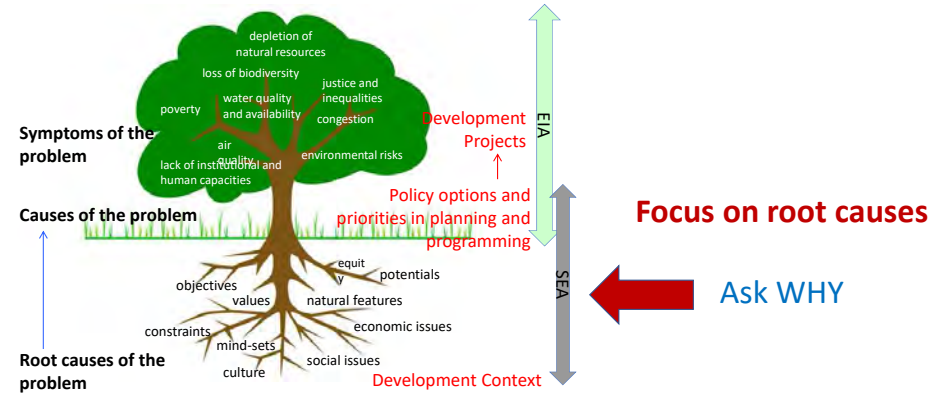 depletion of
natural resources
loss of biodiversity
justice and
inequalities
water quality
and availability
poverty
congestion
air
quality
environmental risks
lack of institutional and
human capacities
Symptoms of the
problem
Causes of the problem
Root causes of the
problem
Development
Projects
Policy options and
priorities in planning and
programming
Development Context
EIA
SEA
Focus on root causes
Ask WHY
equit
y
potentials
objectives
values
natural features
constraints
economic issues
mind-sets
social issues
culture